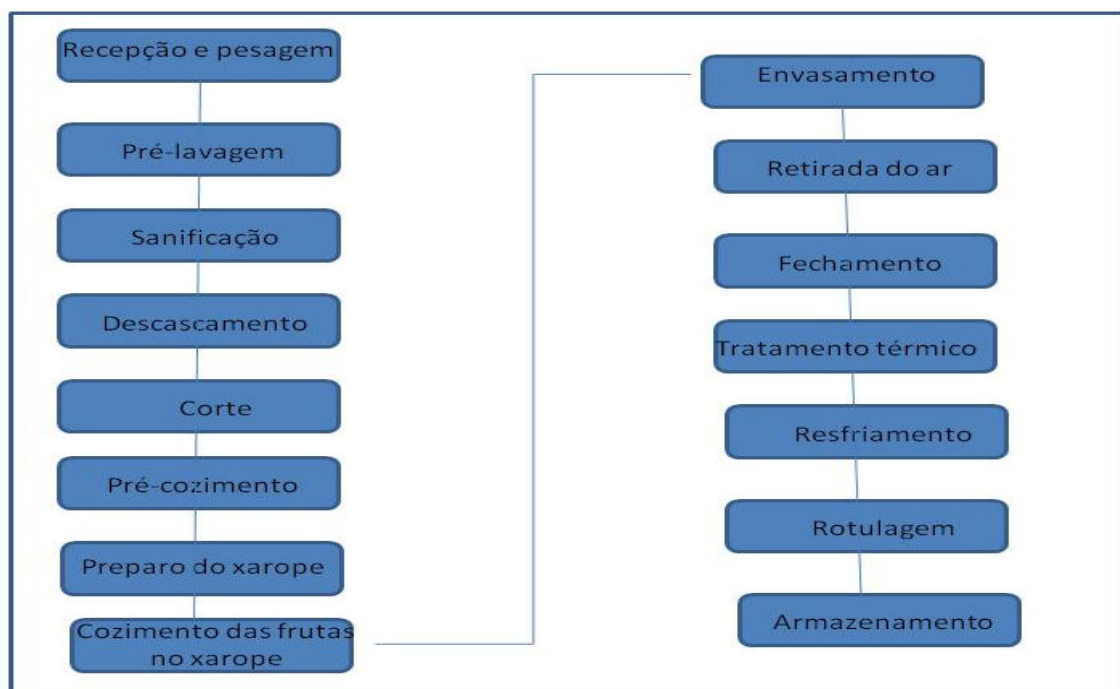 Recepção e pesagem
Pré-lavagem
Sanificação
Descascamento
Corte
Pré-cozimento
Preparo do xarope
Cozimento das frutas
no xarope
Envasamento
Retirada do ar
Fechamento
Tratamento térmico
Resfriamento
Rotulagem
Armazenamento